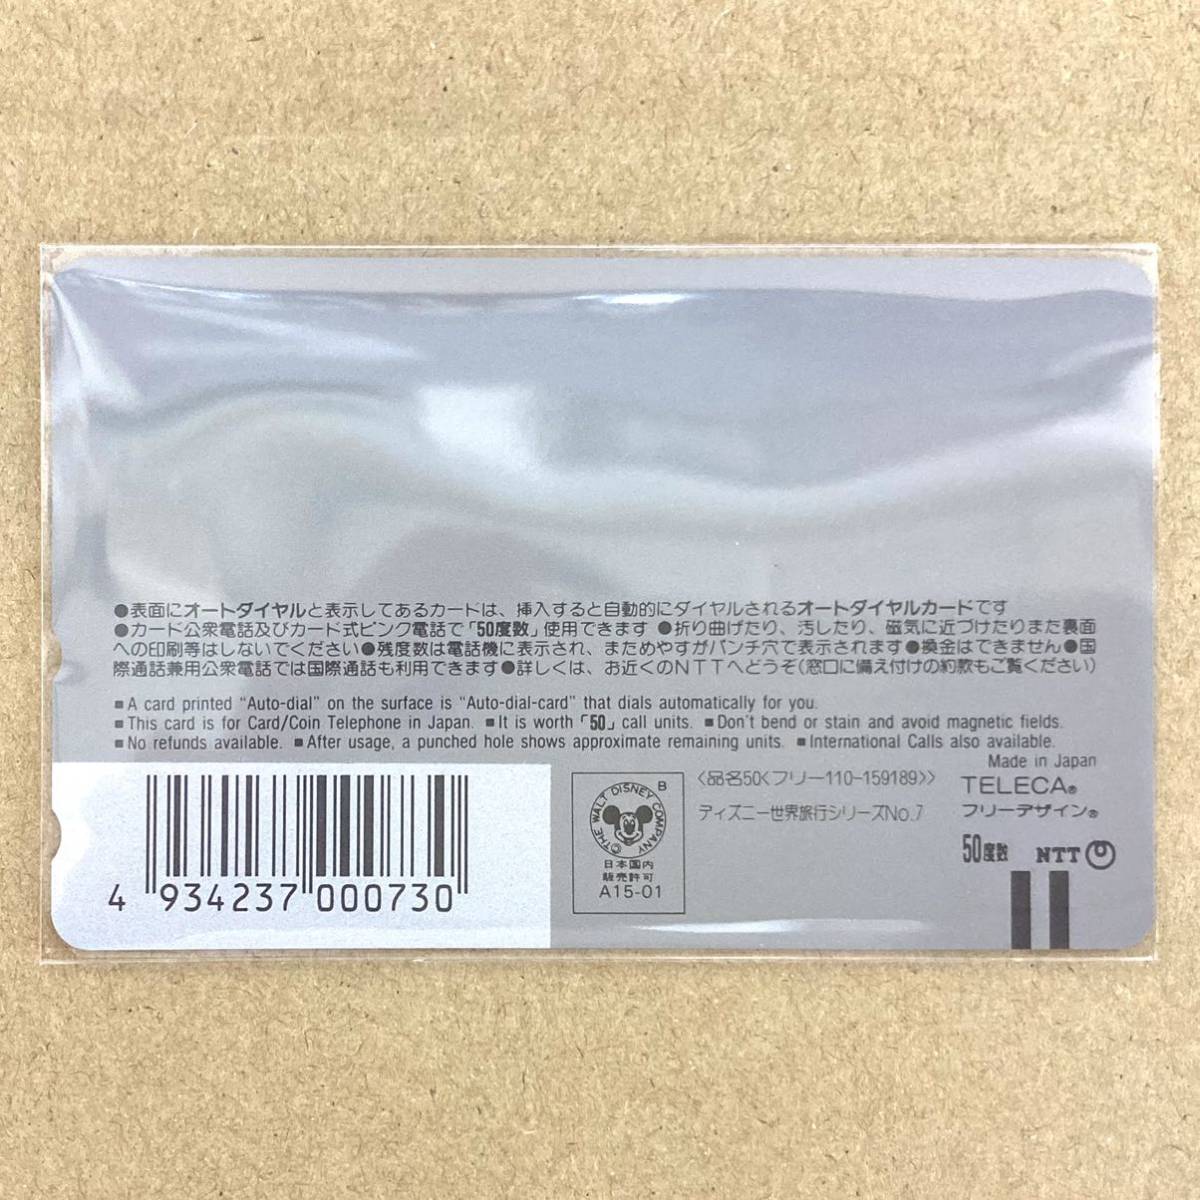 ●表面にオートダイヤルと表示してあるカードは、挿入すると自動的にダイヤルされるオートダイヤルカードです
●カード公衆電話及びカード式ピンク電話で「50度数」使用できます ●折り曲げたり、汚したり、磁気に近づけたりまた裏面
への印刷等はしないでください●残度数は電話機に表示され、まためやすがパンチ穴で表示されます●換金はできません●国
際通話兼用公衆電話では国際通話も利用できます●詳しくは、お近くのNTTへどうぞ(窓口に備え付けの約款もご覧ください)
■A card printed "Auto-dial" on the surface is "Auto-dial-card" that dials automatically for you.
■This card is for Card/Coin Telephone in Japan. ■It is worth「50」call units. ■Don't bend or stain and avoid magnetic fields.
■No refunds available. ■After usage, a punched hole shows approximate remaining units. ■International Calls also available.
Made in Japan
〈品名50〈フリー110-159189〉〉
TELECA®
ディズニー世界旅行シリーズNo.7
フリーデザイン®
50度数 NTT
B
©THE WALT DISNEY COMPANY
日本国内
販売許可
A15-01
4 934237 000730